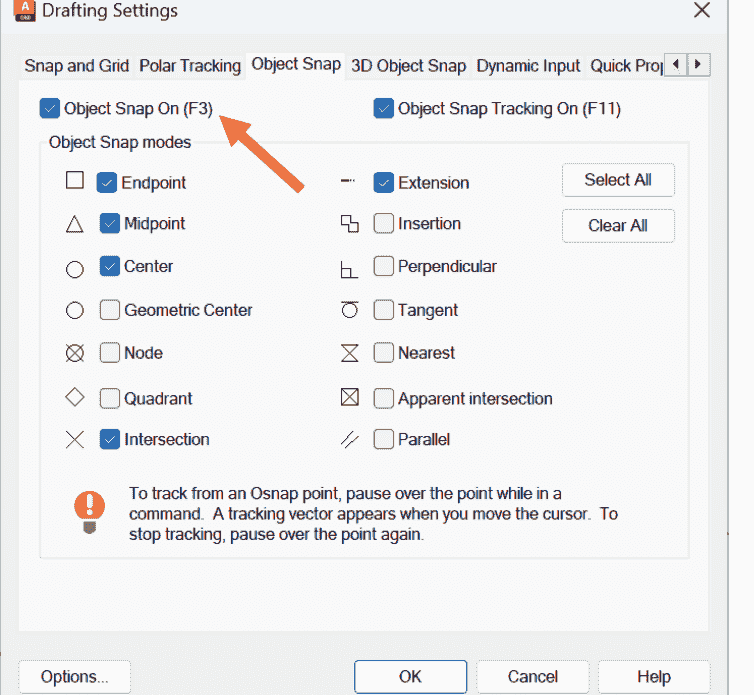 Drafting Settings
Snap and Grid Polar Tracking Object Snap 3D Object Snap Dynamic Input Quick Prop
Object Snap On (F3) Object Snap Tracking On (F11)
Object Snap modes
Endpoint Extension Select All
Midpoint Insertion Clear All
Center Perpendicular
Geometric Center Tangent
Node Nearest
Quadrant Apparent intersection
Intersection Parallel
To track from an Osnap point, pause over the point while in a
command. A tracking vector appears when you move the cursor. To
stop tracking, pause over the point again.
Options... OK Cancel Help